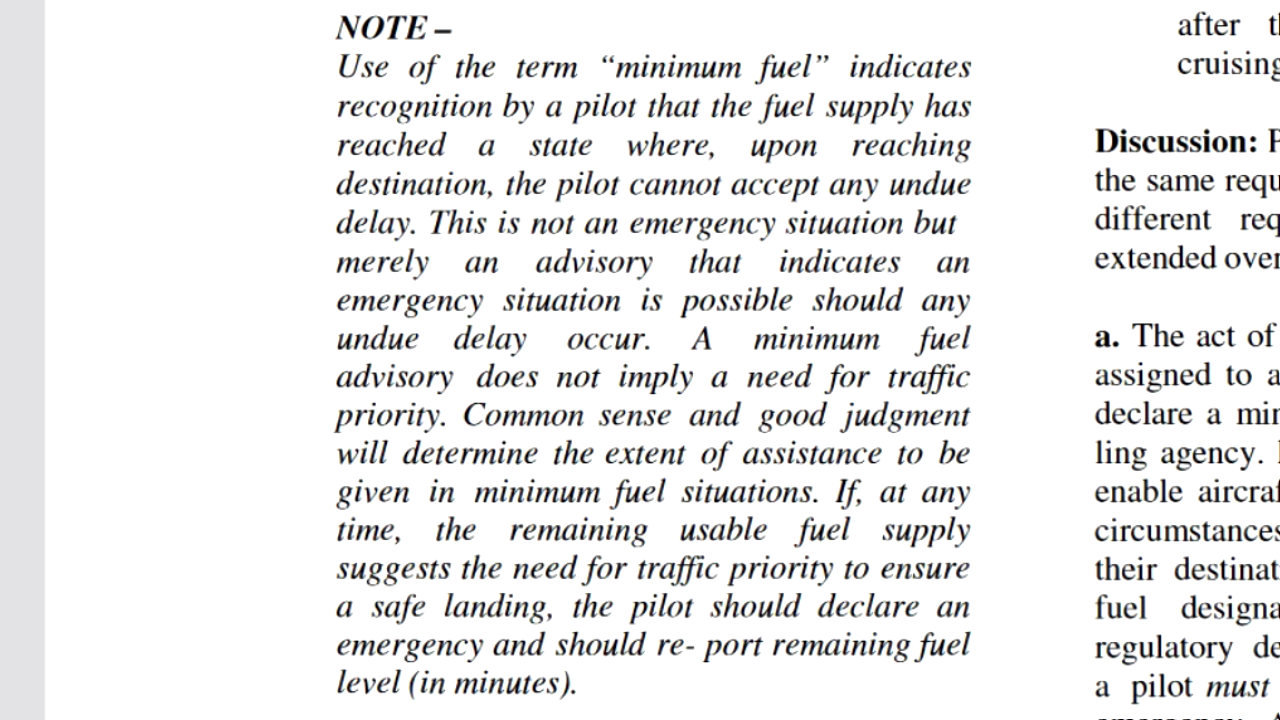 NOTE –
Use of the term “minimum fuel” indicates
recognition by a pilot that the fuel supply has
reached a state where, upon reaching
destination, the pilot cannot accept any undue
delay. This is not an emergency situation but
merely an advisory that indicates an
emergency situation is possible should any
undue delay occur. A minimum fuel
advisory does not imply a need for traffic
priority. Common sense and good judgment
will determine the extent of assistance to be
given in minimum fuel situations. If, at any
time, the remaining usable fuel supply
suggests the need for traffic priority to ensure
a safe landing, the pilot should declare an
emergency and should re- port remaining fuel
level (in minutes).
after
cruising
Discussion:
the same
different
extended over
a. The act of
assigned to a
declare a
ling agency.
enable
circumstances
their
fuel
regulatory
a pilot must